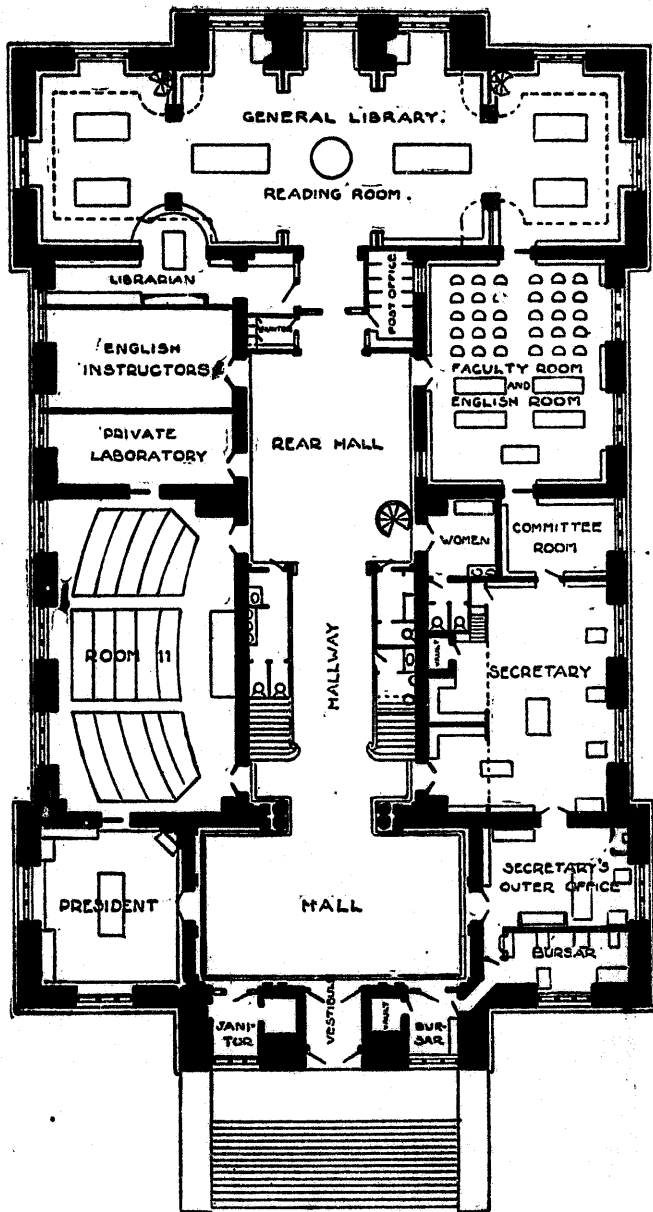 GENERAL LIBRARY.
READING ROOM.
LIBRARIAN
POST OFFICE
JANITOR
ENGLISH
INSTRUCTORS
FACULTY ROOM
AND
ENGLISH ROOM
PRIVATE
LABORATORY
REAR HALL
WOMEN
COMMITTEE
ROOM
ROOM 11
HALLWAY
VAULT
SECRETARY
PRESIDENT
HALL
SECRETARY'S
OUTER OFFICE
BURSAR
JANI-
TOR
VESTIBULE
VAULT
BUR-
SAR